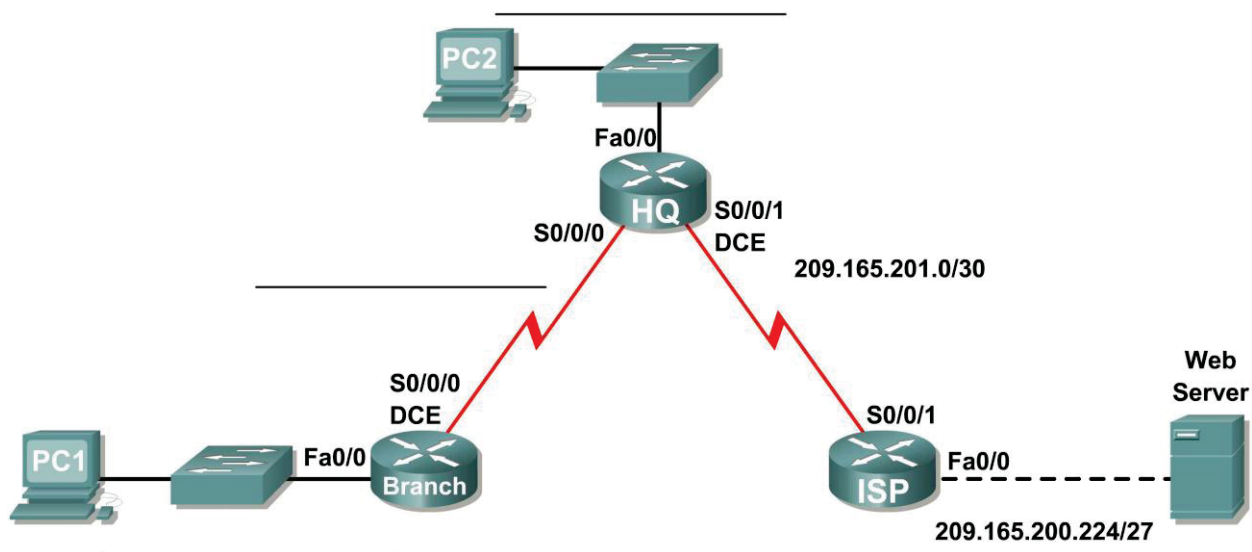 PC2
Fa0/0
HQ
S0/0/0
S0/0/1
DCE
209.165.201.0/30
S0/0/0
DCE
Web
Server
S0/0/1
PC1
Fa0/0
Branch
ISP
Fa0/0
209.165.200.224/27